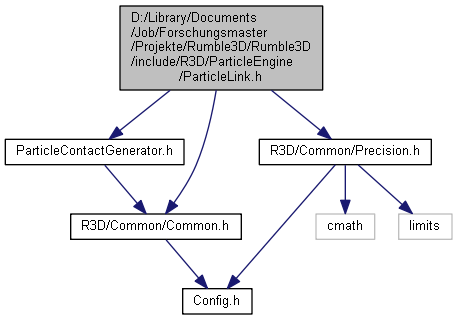 D:/Library/Documents
/Job/Forschungsmaster
/Projekte/Rumble3D/Rumble3D
/include/R3D/ParticleEngine
/ParticleLink.h
ParticleContactGenerator.h
R3D/Common/Precision.h
R3D/Common/Common.h
cmath
limits
Config.h